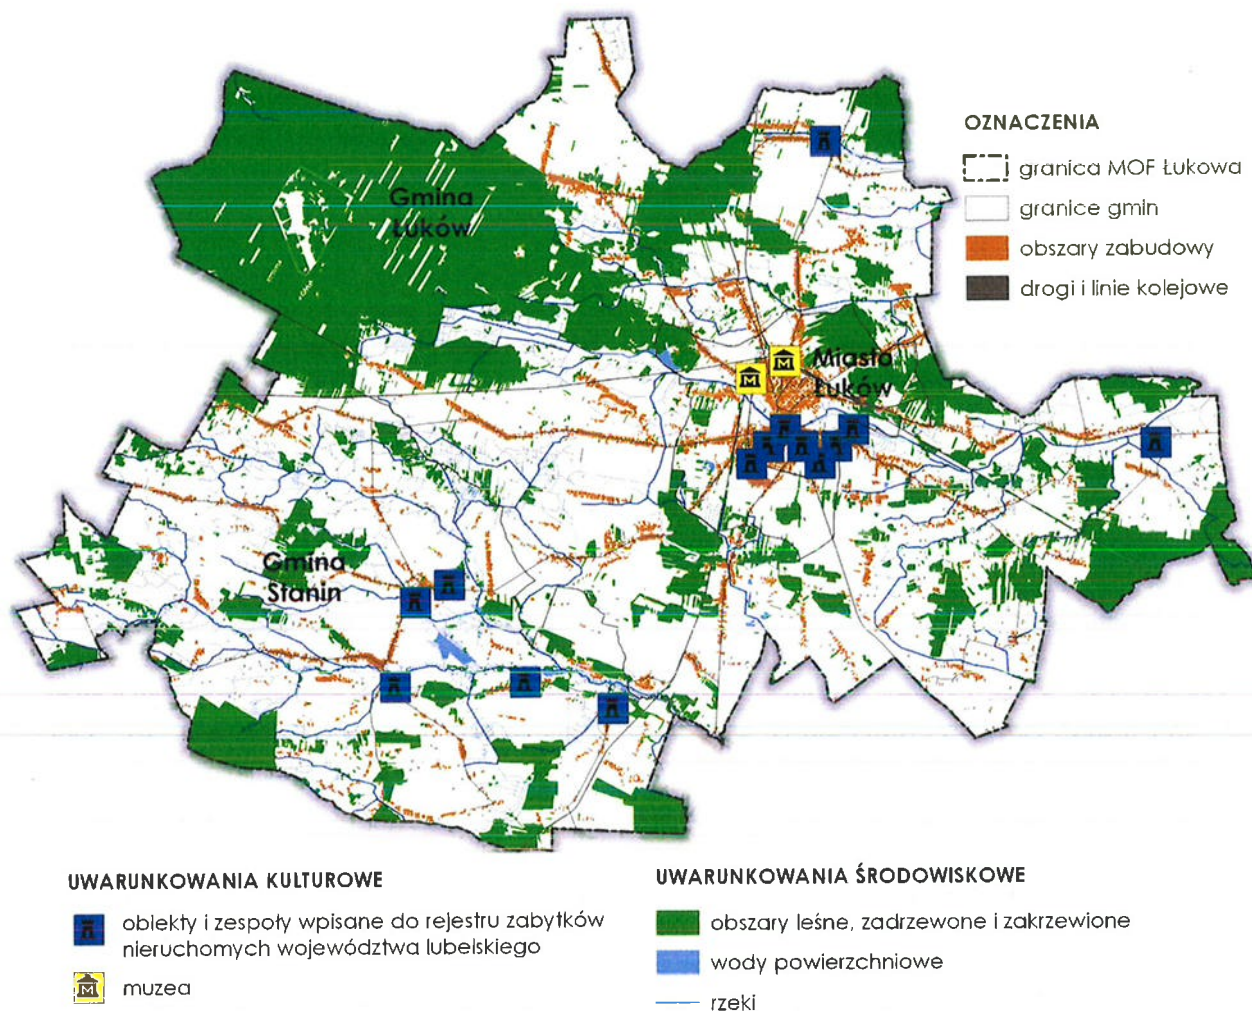 OZNACZENIA
granica MOF Łukowa
granice gmin
obszary zabudowy
drogi i linie kolejowe
Gmina
Łuków
Miasto
Łuków
Gmina
Stanin
UWARUNKOWANIA KULTUROWE
obiekty i zespoły wpisane do rejestru zabytków
nieruchomych województwa lubelskiego
M muzea
UWARUNKOWANIA ŚRODOWISKOWE
obszary leśne, zadrzewone i zakrzewione
wody powierzchniowe
rzeki